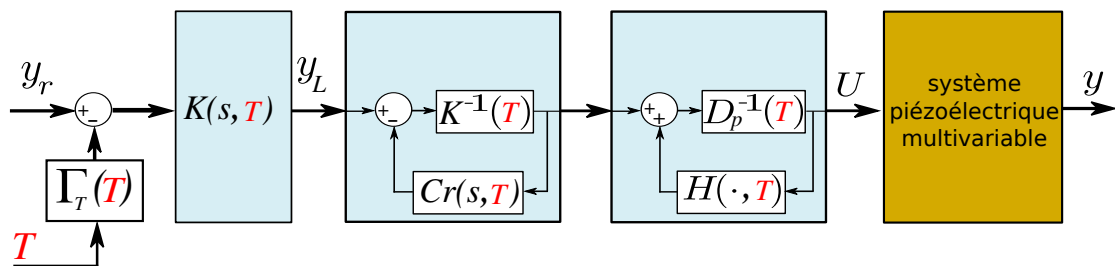 y_r
+
−
Γ_T(T)
T
K(s,T)
y_L
+
−
K^{-1}(T)
Cr(s,T)
+
+
D_p^{-1}(T)
H(·,T)
U
système
piézoélectrique
multivariable
y